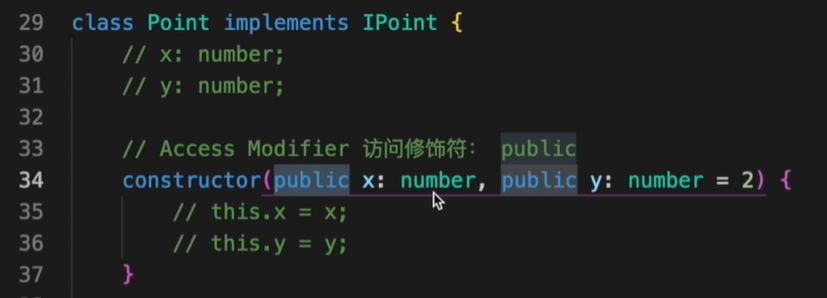 29 class Point implements IPoint {
30 // x: number;
31 // y: number;
32
33 // Access Modifier 访问修饰符： public
34 constructor(public x: number, public y: number = 2) {
35 // this.x = x;
36 // this.y = y;
37 }